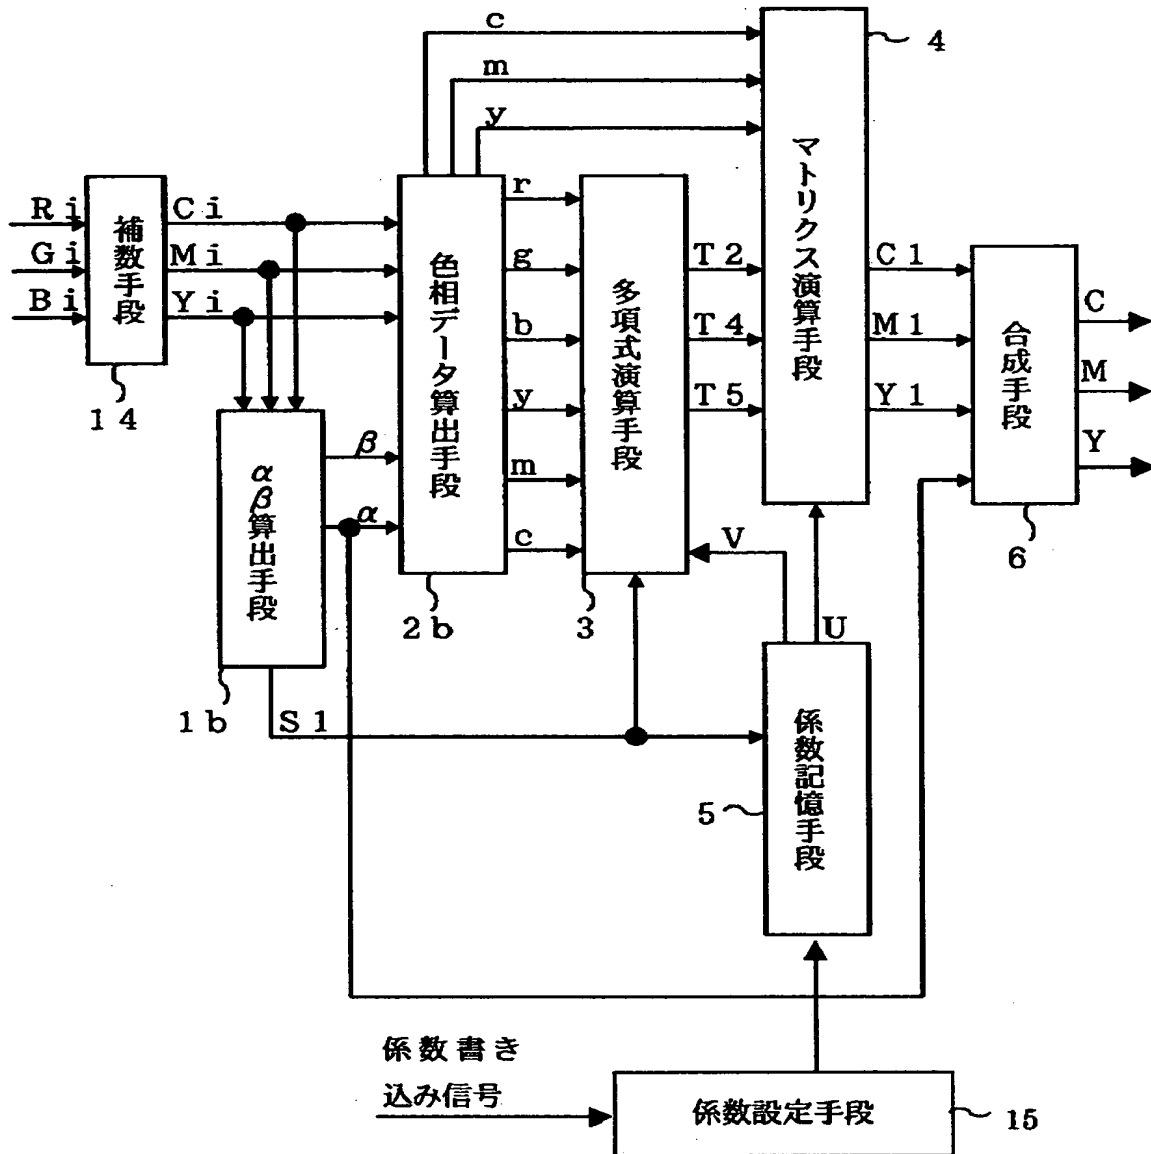 c
m
y
4
Ri
Gi
Bi
補数手段
14
Ci
Mi
Yi
αβ算出手段
1b
β
α
S1
色相データ算出手段
2b
r
g
b
y
m
c
多項式演算手段
3
T2
T4
T5
マトリクス演算手段
C1
M1
Y1
合成手段
6
C
M
Y
V
U
係数記憶手段
5
係数書き
込み信号
係数設定手段
15